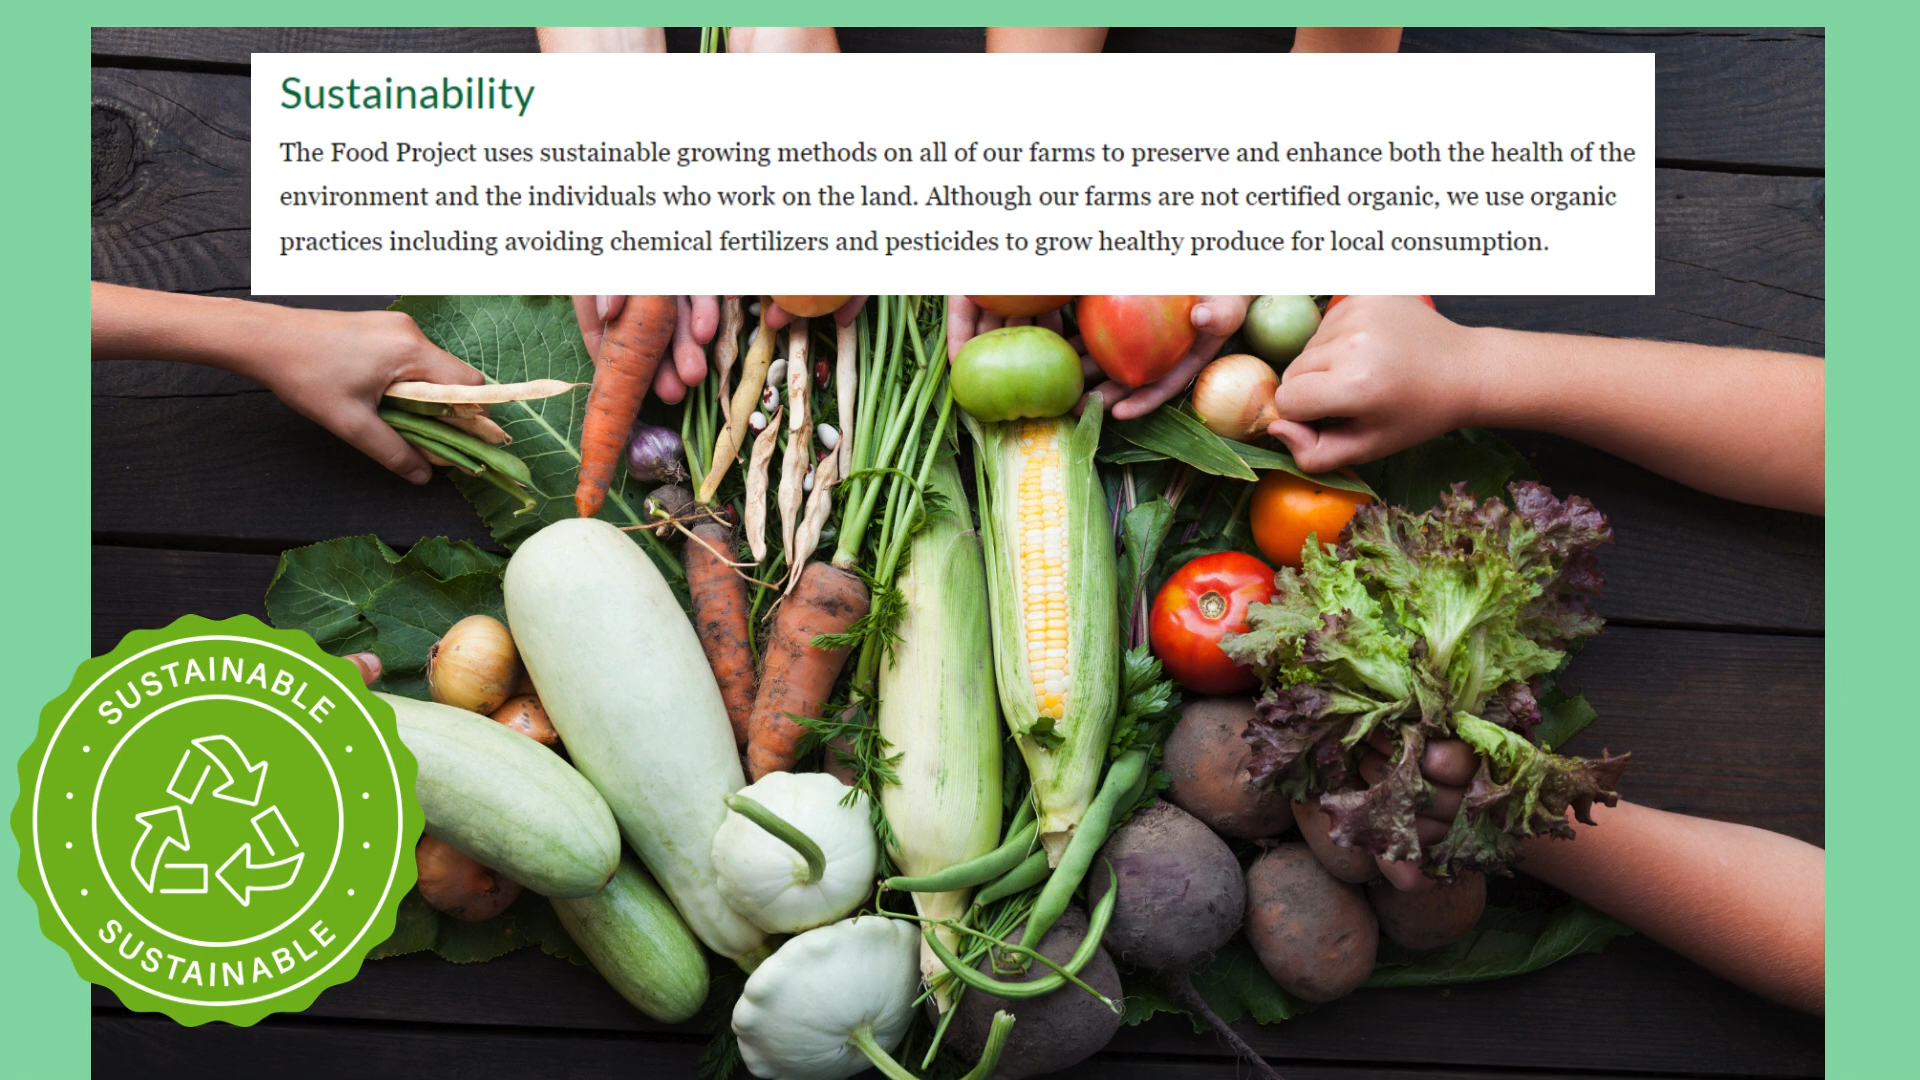 Sustainability
The Food Project uses sustainable growing methods on all of our farms to preserve and enhance both the health of the
environment and the individuals who work on the land. Although our farms are not certified organic, we use organic
practices including avoiding chemical fertilizers and pesticides to grow healthy produce for local consumption.
SUSTAINABLE
SUSTAINABLE